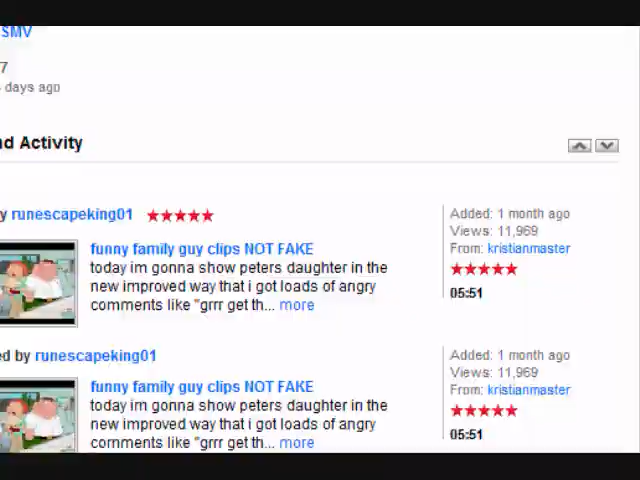 SMV
7
days ago
nd Activity
y runescapeking01
Added: 1 month ago
Views: 11,969
From: kristianmaster
05:51
funny family guy clips NOT FAKE
today im gonna show peters daughter in the
new improved way that i got loads of angry
comments like "grrr get th... more
ed by runescapeking01
Added: 1 month ago
Views: 11,969
From: kristianmaster
05:51
funny family guy clips NOT FAKE
today im gonna show peters daughter in the
new improved way that i got loads of angry
comments like "grrr get th... more